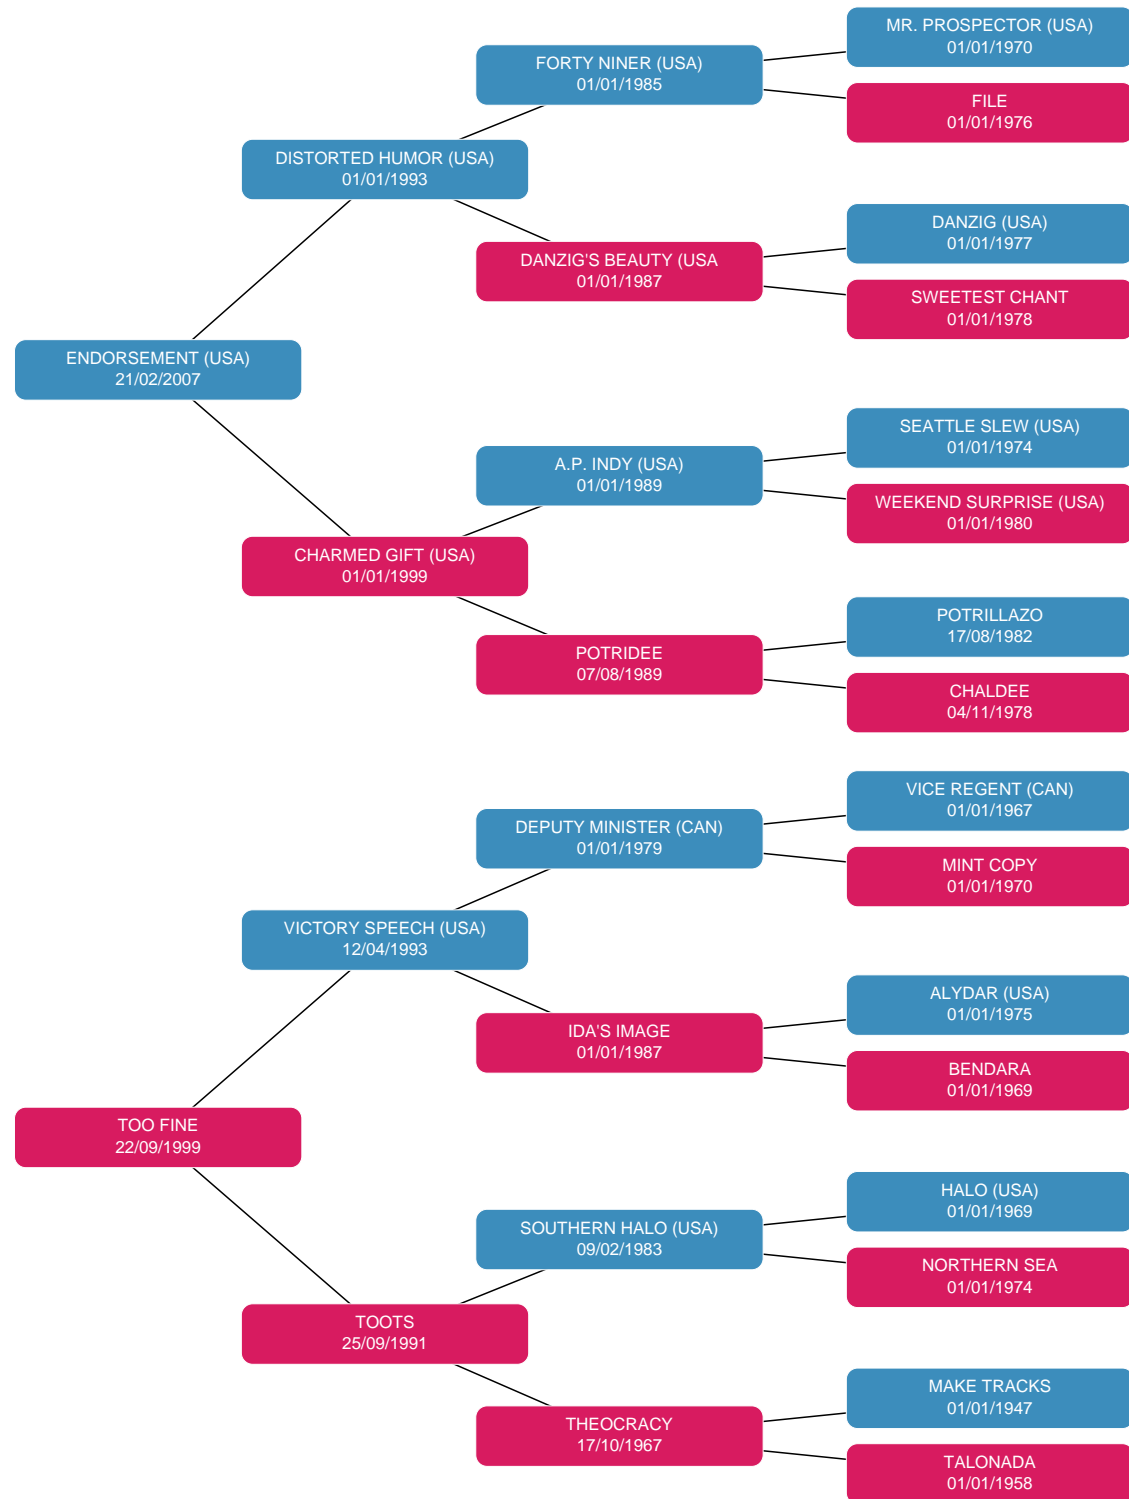 MR. PROSPECTOR (USA)
01/01/1970
FORTY NINER (USA)
01/01/1985
FILE
01/01/1976
DISTORTED HUMOR (USA)
01/01/1993
DANZIG (USA)
01/01/1977
DANZIG'S BEAUTY (USA
01/01/1987
SWEETEST CHANT
01/01/1978
ENDORSEMENT (USA)
21/02/2007
SEATTLE SLEW (USA)
01/01/1974
A.P. INDY (USA)
01/01/1989
WEEKEND SURPRISE (USA)
01/01/1980
CHARMED GIFT (USA)
01/01/1999
POTRILLAZO
17/08/1982
POTRIDEE
07/08/1989
CHALDEE
04/11/1978
VICE REGENT (CAN)
01/01/1967
DEPUTY MINISTER (CAN)
01/01/1979
MINT COPY
01/01/1970
VICTORY SPEECH (USA)
12/04/1993
ALYDAR (USA)
01/01/1975
IDA'S IMAGE
01/01/1987
BENDARA
01/01/1969
TOO FINE
22/09/1999
HALO (USA)
01/01/1969
SOUTHERN HALO (USA)
09/02/1983
NORTHERN SEA
01/01/1974
TOOTS
25/09/1991
MAKE TRACKS
01/01/1947
THEOCRACY
17/10/1967
TALONADA
01/01/1958